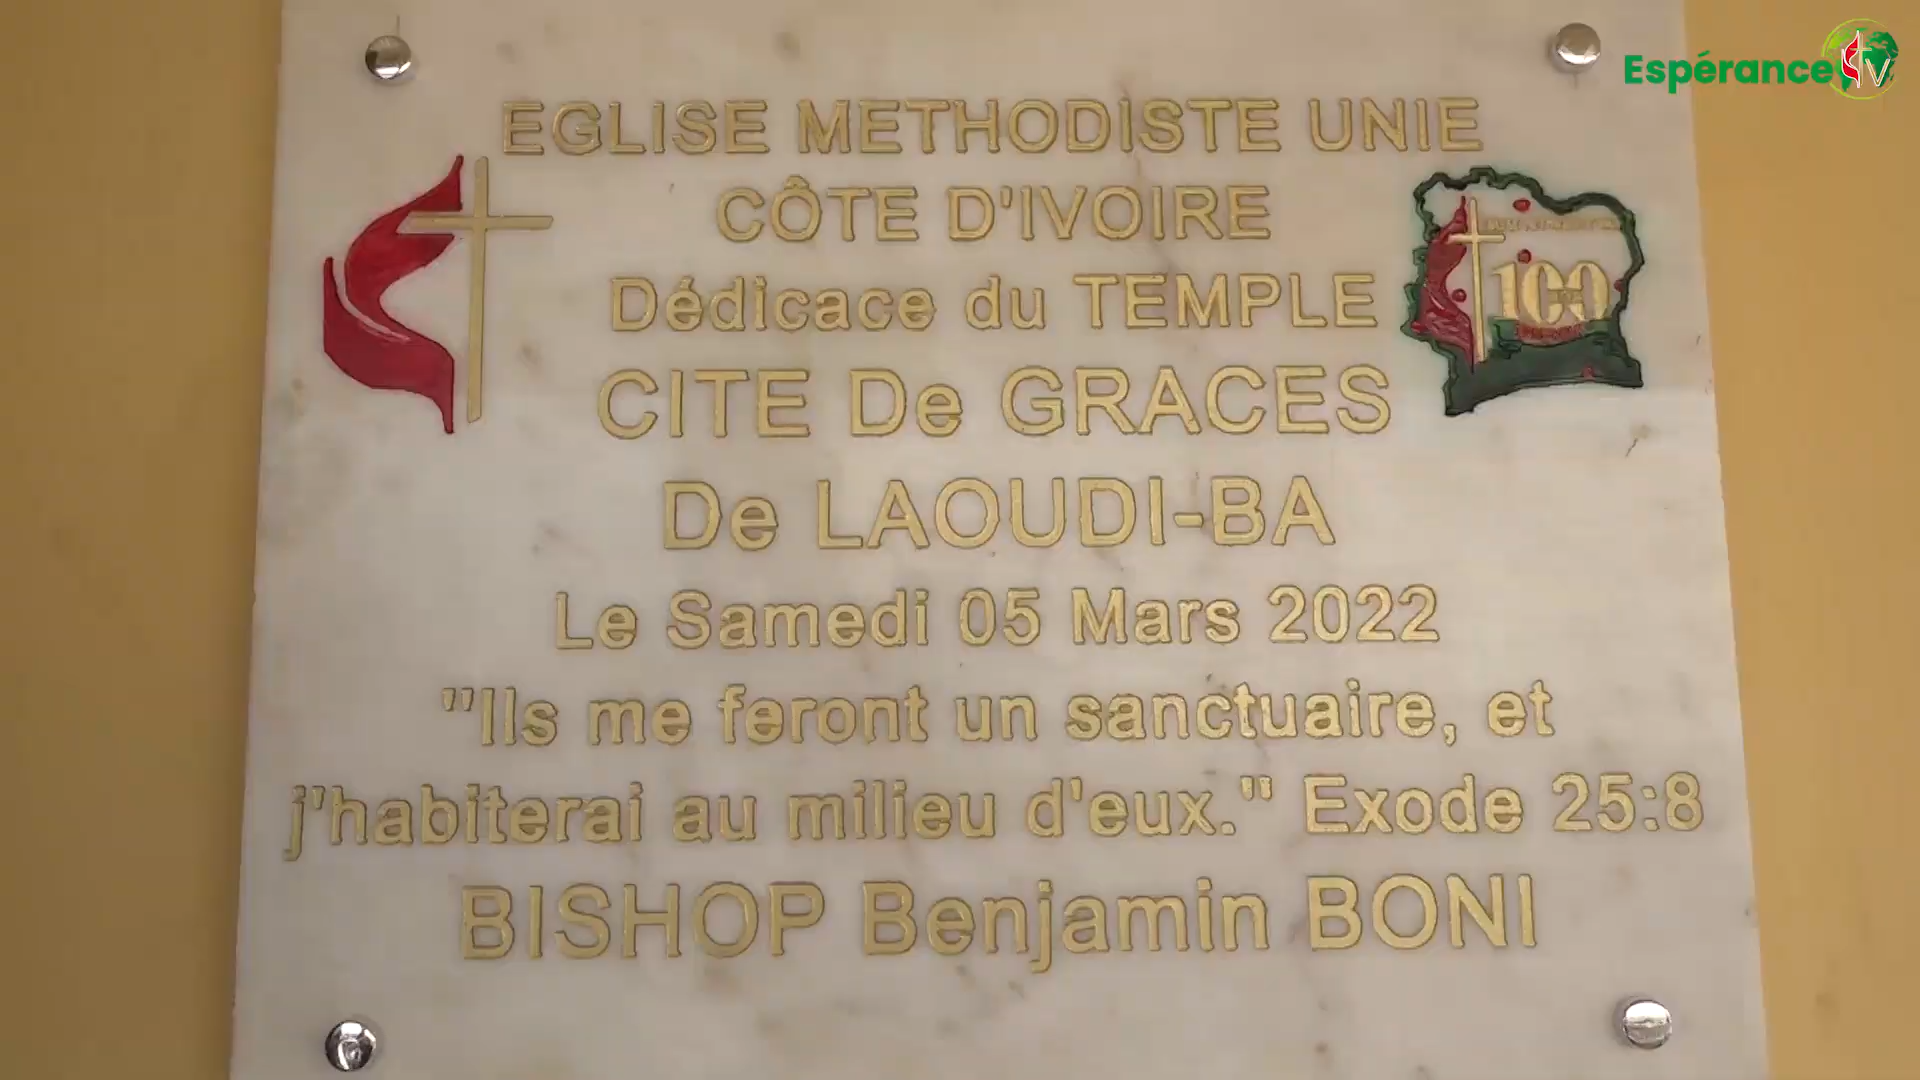 Espérance TV
EGLISE METHODISTE UNIE
CÔTE D'IVOIRE
Dédicace du TEMPLE
100
CITE De GRACES
De LAOUDI-BA
Le Samedi 05 Mars 2022
"Ils me feront un sanctuaire, et
j'habiterai au milieu d'eux." Exode 25:8
BISHOP Benjamin BONI